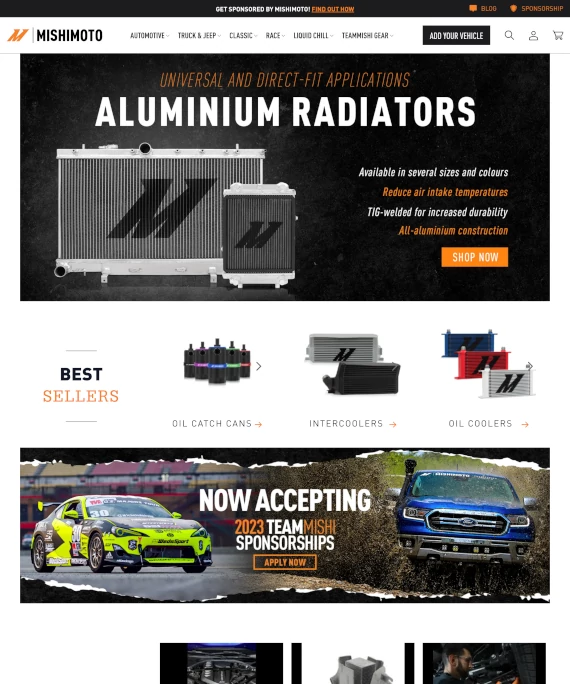 GET SPONSORED BY MISHIMOTO! FIND OUT HOW
BLOG
SPONSORSHIP
MISHIMOTO
AUTOMOTIVE
TRUCK & JEEP
CLASSIC
RACE
LIQUID CHILL
TEAMMISHI GEAR
ADD YOUR VEHICLE
UNIVERSAL AND DIRECT-FIT APPLICATIONS
ALUMINIUM RADIATORS
Available in several sizes and colours
Reduce air intake temperatures
TIG-welded for increased durability
All-aluminium construction
SHOP NOW
BEST
SELLERS
OIL CATCH CANS
INTERCOOLERS
OIL COOLERS
NOW ACCEPTING
2023 TEAMMISHI
SPONSORSHIPS
APPLY NOW